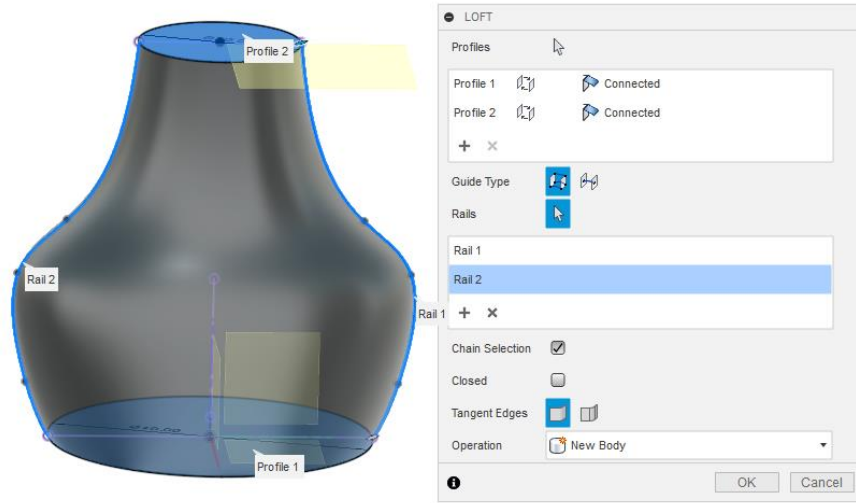 Profile 2
Rail 2
Rail 1
Profile 1
LOFT
Profiles
Profile 1 Connected
Profile 2 Connected
Guide Type
Rails
Rail 1
Rail 2
Chain Selection
Closed
Tangent Edges
Operation New Body
OK Cancel